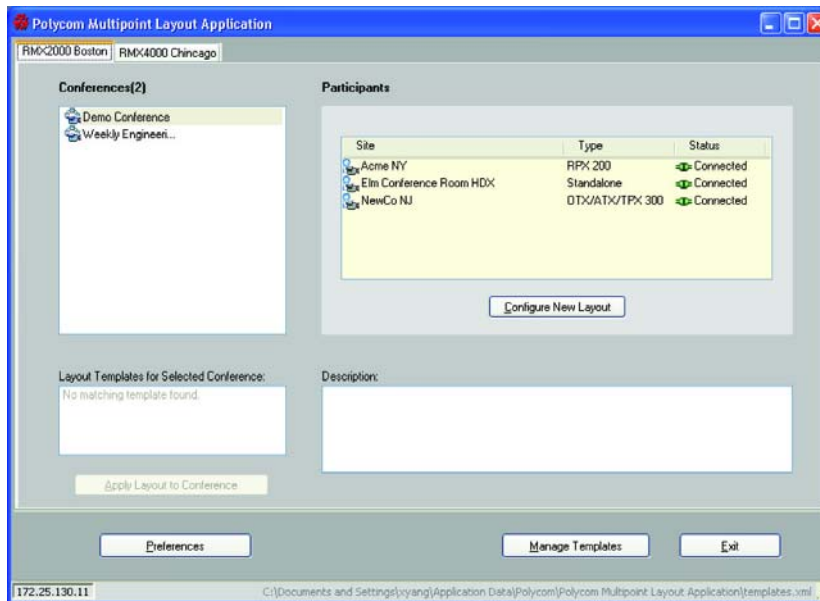 Polycom Multipoint Layout Application
RMX2000 Boston RMX4000 Chincago
Conferences(2)
Participants
Demo Conference
Weekly Engineeri...
Site Type Status
Acme NY RPX 200 Connected
Elm Conference Room HDX Standalone Connected
NewCo NJ OTX/ATX/TPX 300 Connected
Configure New Layout
Layout Templates for Selected Conference:
No matching template found.
Description:
Apply Layout to Conference
Preferences
Manage Templates
Exit
172.25.130.11
C:\Documents and Settings\xyang\Application Data\Polycom\Polycom Multipoint Layout Application\templates.xml